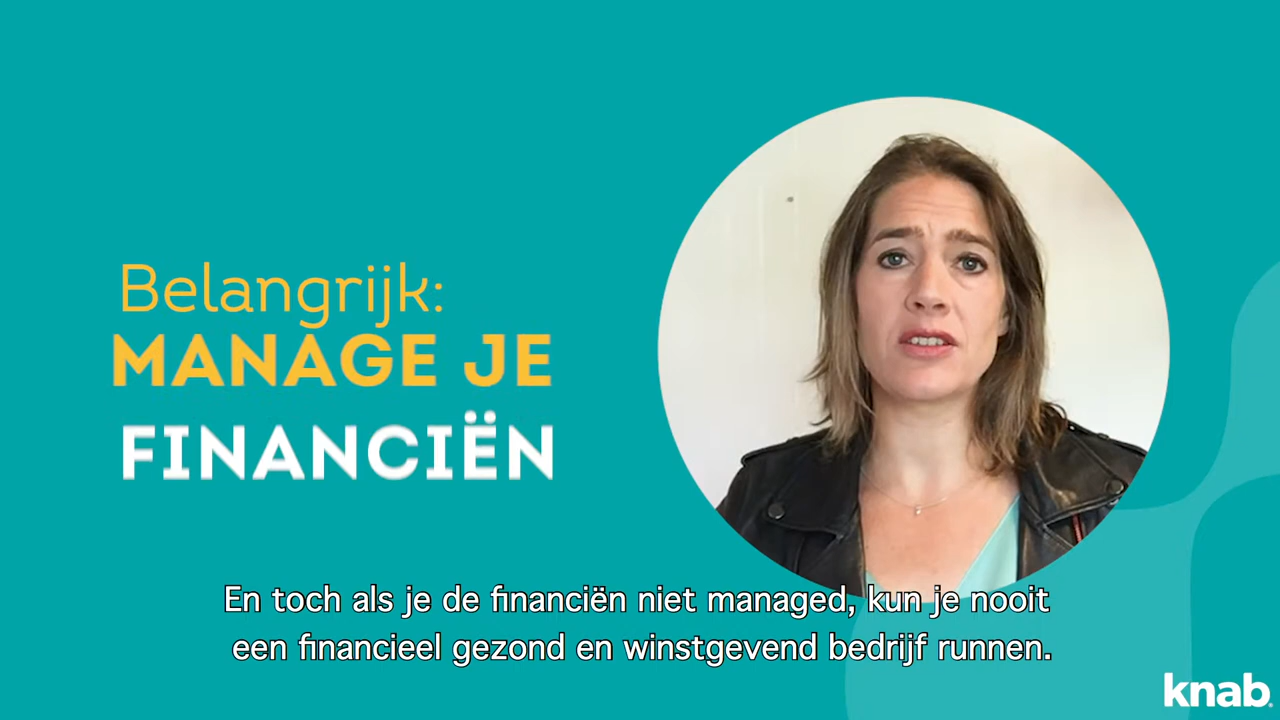 Belangrijk:
MANAGE JE
FINANCIËN
En toch als je de financiën niet managed, kun je nooit
een financieel gezond en winstgevend bedrijf runnen.
knab.